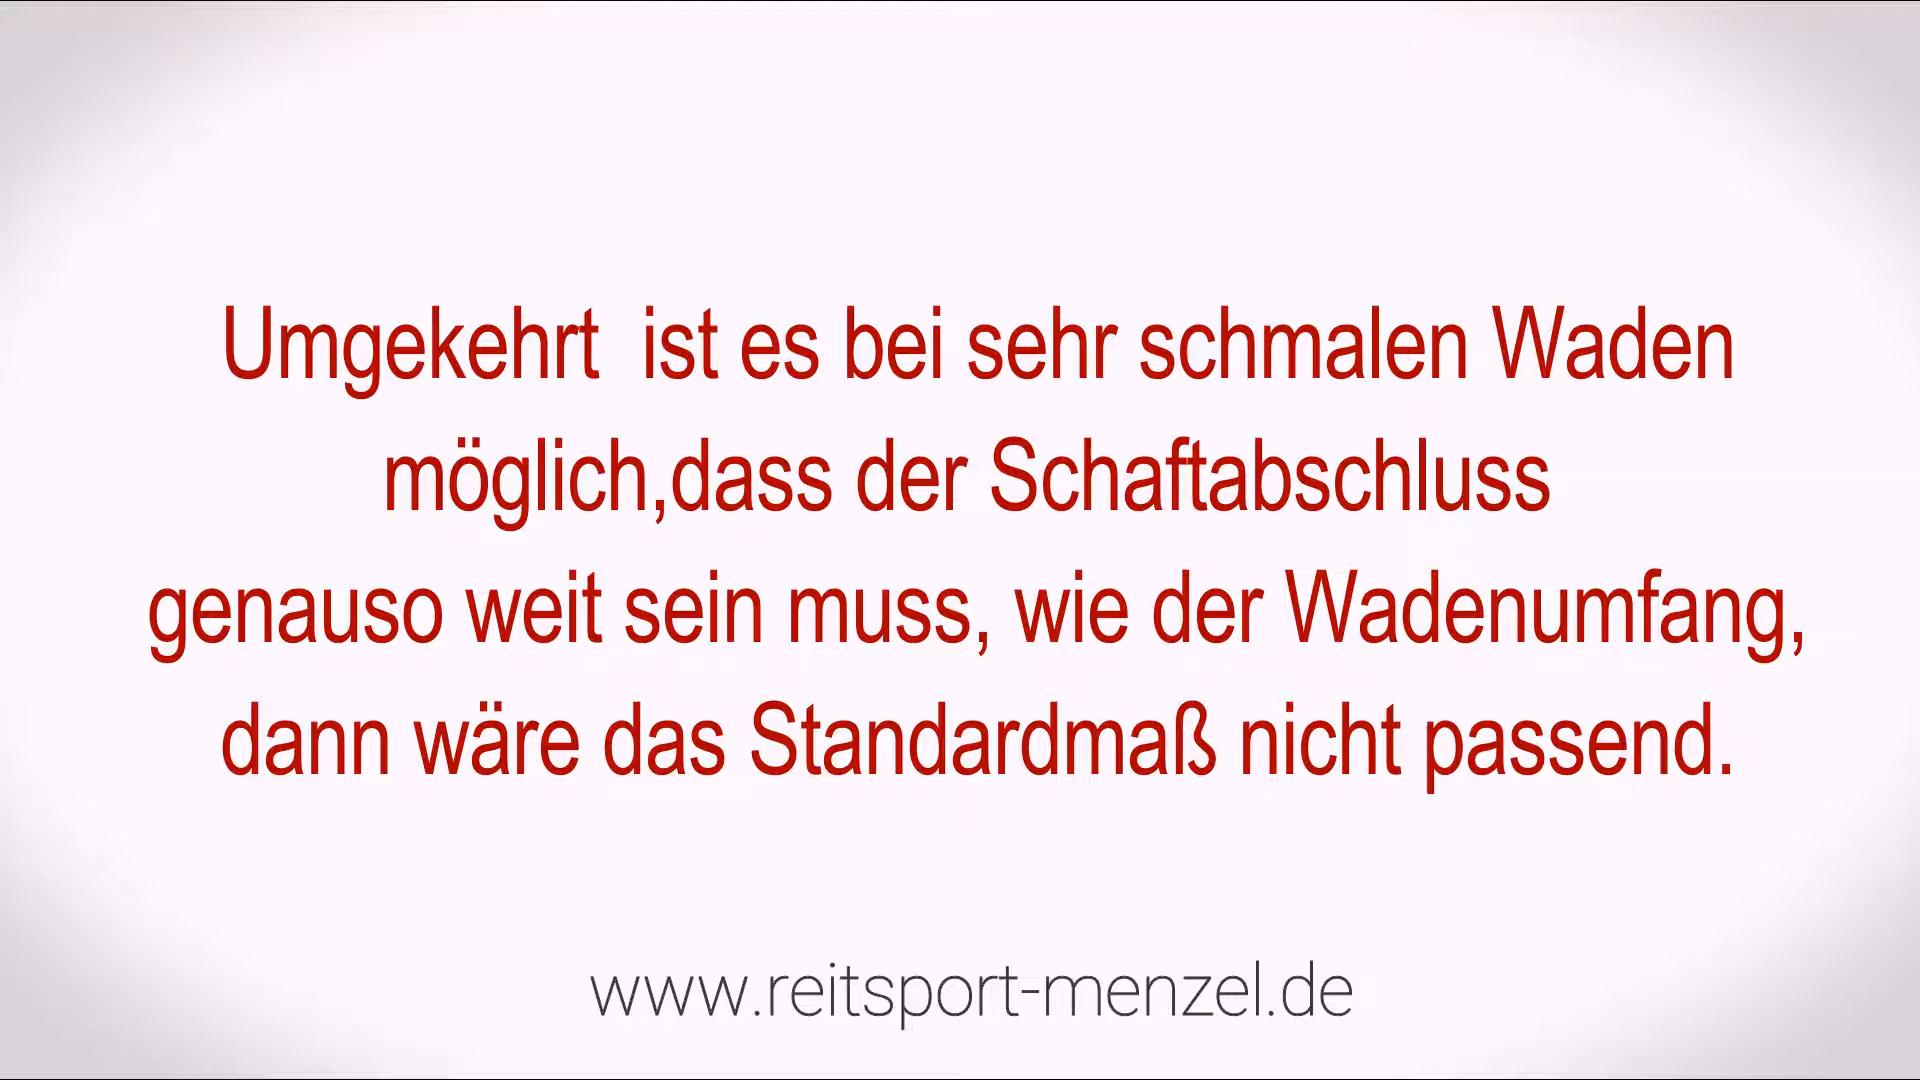 Umgekehrt  ist es bei sehr schmalen Waden
möglich,dass der Schaftabschluss
genauso weit sein muss, wie der Wadenumfang,
dann wäre das Standardmaß nicht passend.
www.reitsport-menzel.de